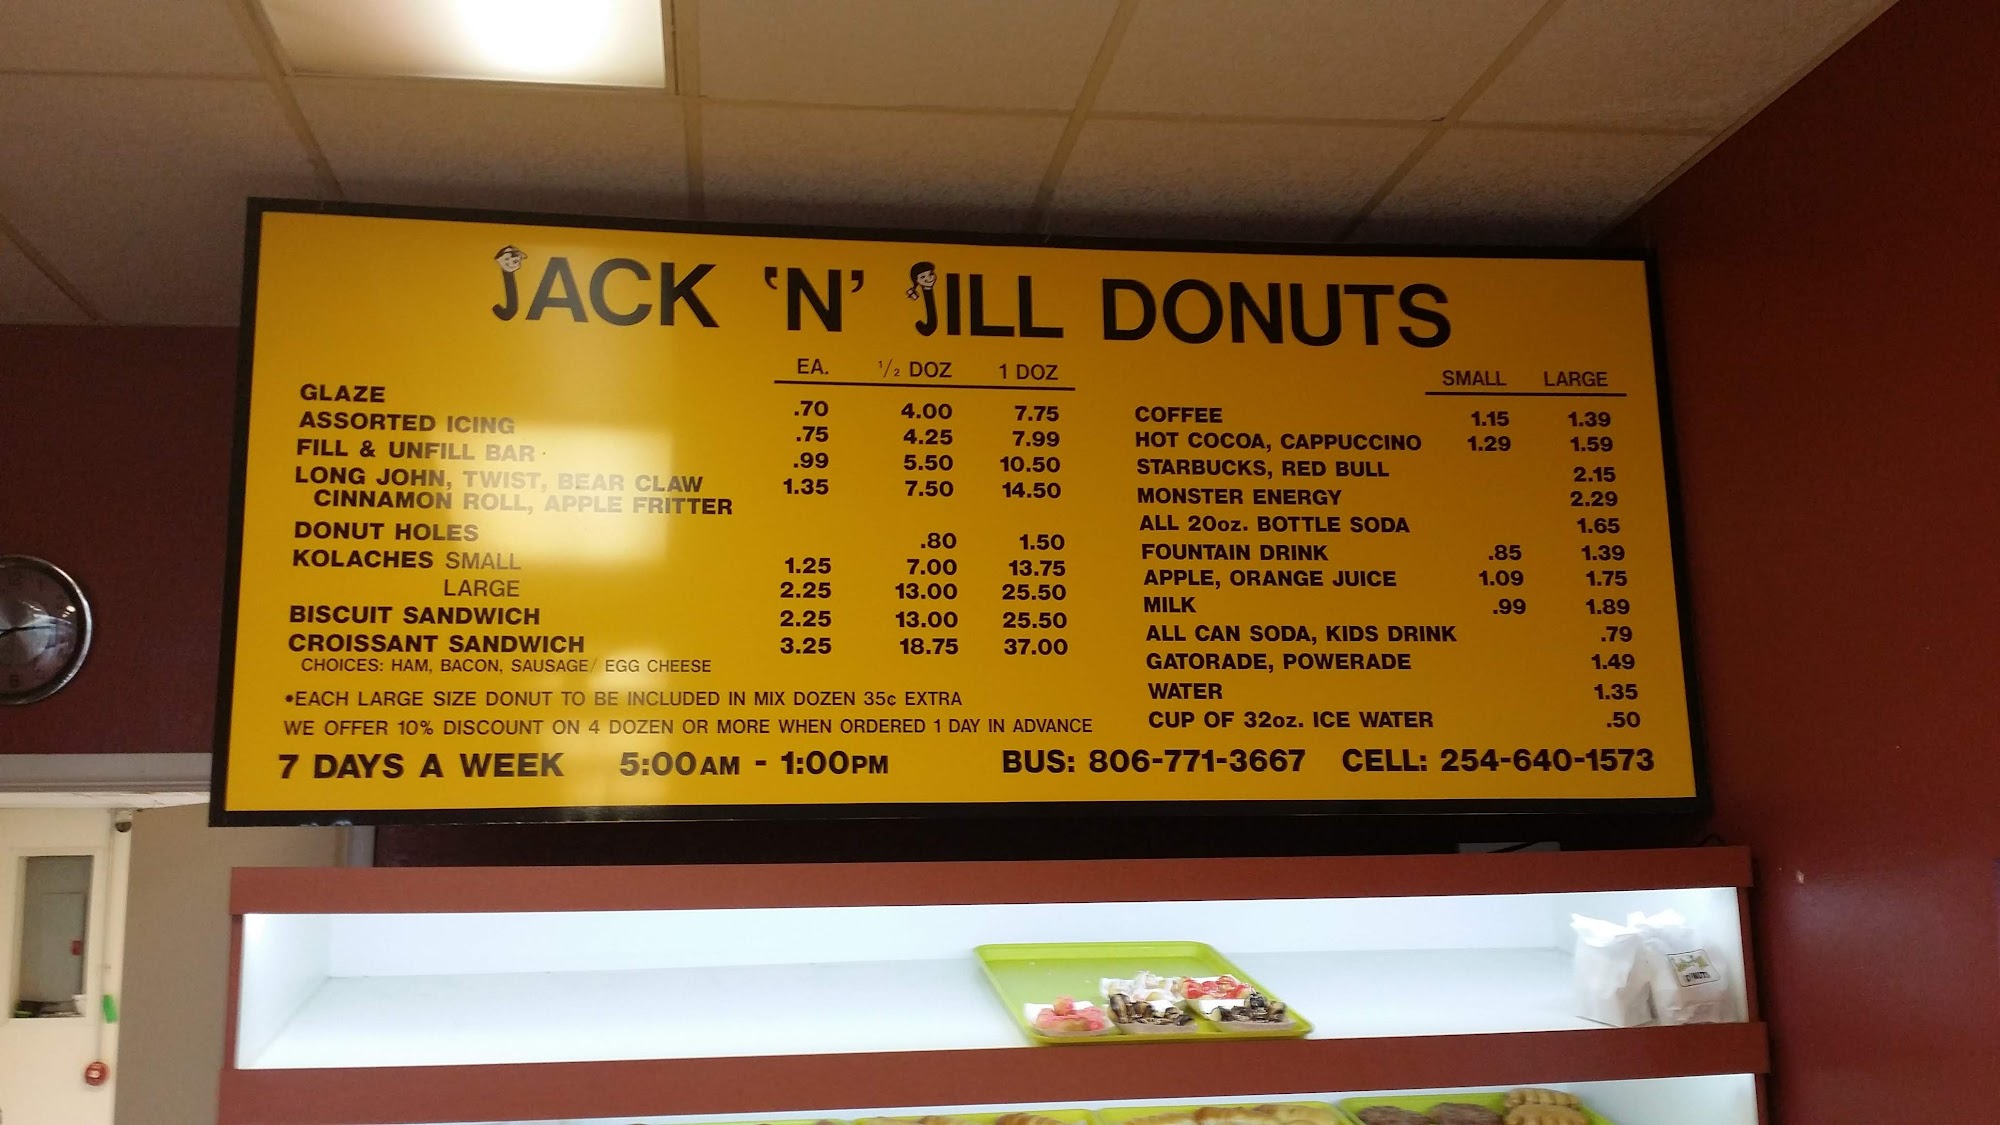 JACK 'N' JILL DONUTS
EA. 1/2 DOZ 1 DOZ
GLAZE .70 4.00 7.75
ASSORTED ICING .75 4.25 7.99
FILL & UNFILL BAR .99 5.50 10.50
LONG JOHN, TWIST, BEAR CLAW 1.35 7.50 14.50
CINNAMON ROLL, APPLE FRITTER
DONUT HOLES .80 1.50
KOLACHES SMALL 1.25 7.00 13.75
LARGE 2.25 13.00 25.50
BISCUIT SANDWICH 2.25 13.00 25.50
CROISSANT SANDWICH 3.25 18.75 37.00
CHOICES: HAM, BACON, SAUSAGE/ EGG CHEESE
•EACH LARGE SIZE DONUT TO BE INCLUDED IN MIX DOZEN 35¢ EXTRA
WE OFFER 10% DISCOUNT ON 4 DOZEN OR MORE WHEN ORDERED 1 DAY IN ADVANCE
SMALL LARGE
COFFEE 1.15 1.39
HOT COCOA, CAPPUCCINO 1.29 1.59
STARBUCKS, RED BULL 2.15
MONSTER ENERGY 2.29
ALL 20oz. BOTTLE SODA 1.65
FOUNTAIN DRINK .85 1.39
APPLE, ORANGE JUICE 1.09 1.75
MILK .99 1.89
ALL CAN SODA, KIDS DRINK .79
GATORADE, POWERADE 1.49
WATER 1.35
CUP OF 32oz. ICE WATER .50
7 DAYS A WEEK 5:00AM - 1:00PM BUS: 806-771-3667 CELL: 254-640-1573
DONUTS